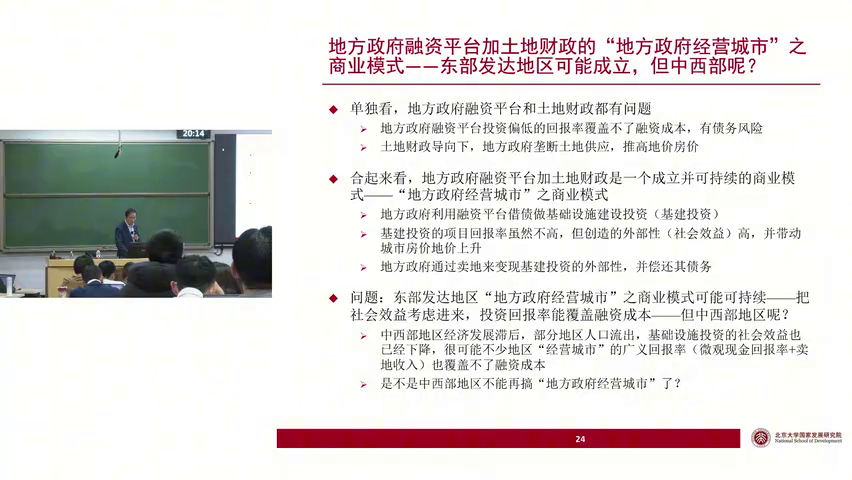 地方政府融资平台加土地财政的“地方政府经营城市”之
商业模式——东部发达地区可能成立，但中西部呢？
单独看，地方政府融资平台和土地财政都有问题
地方政府融资平台投资偏低的回报率覆盖不了融资成本，有债务风险
土地财政导向下，地方政府垄断土地供应，推高地价房价
合起来看，地方政府融资平台加土地财政是一个成立并可持续的商业模
式——“地方政府经营城市”之商业模式
地方政府利用融资平台借债做基础设施建设投资（基建投资）
基建投资的项目回报率虽然不高，但创造的外部性（社会效益）高，并带动
城市房价地价上升
地方政府通过卖地来变现基建投资的外部性，并偿还其债务
问题：东部发达地区“地方政府经营城市”之商业模式可能可持续——把
社会效益考虑进来，投资回报率能覆盖融资成本——但中西部地区呢？
中西部地区经济发展滞后，部分地区人口流出，基础设施投资的社会效益也
已经下降，很可能不少地区“经营城市”的广义回报率（微观现金回报率+卖
地收入）也覆盖不了融资成本
是不是中西部地区不能再搞“地方政府经营城市”了？
20:14
24
北京大学国家发展研究院
National School of Development